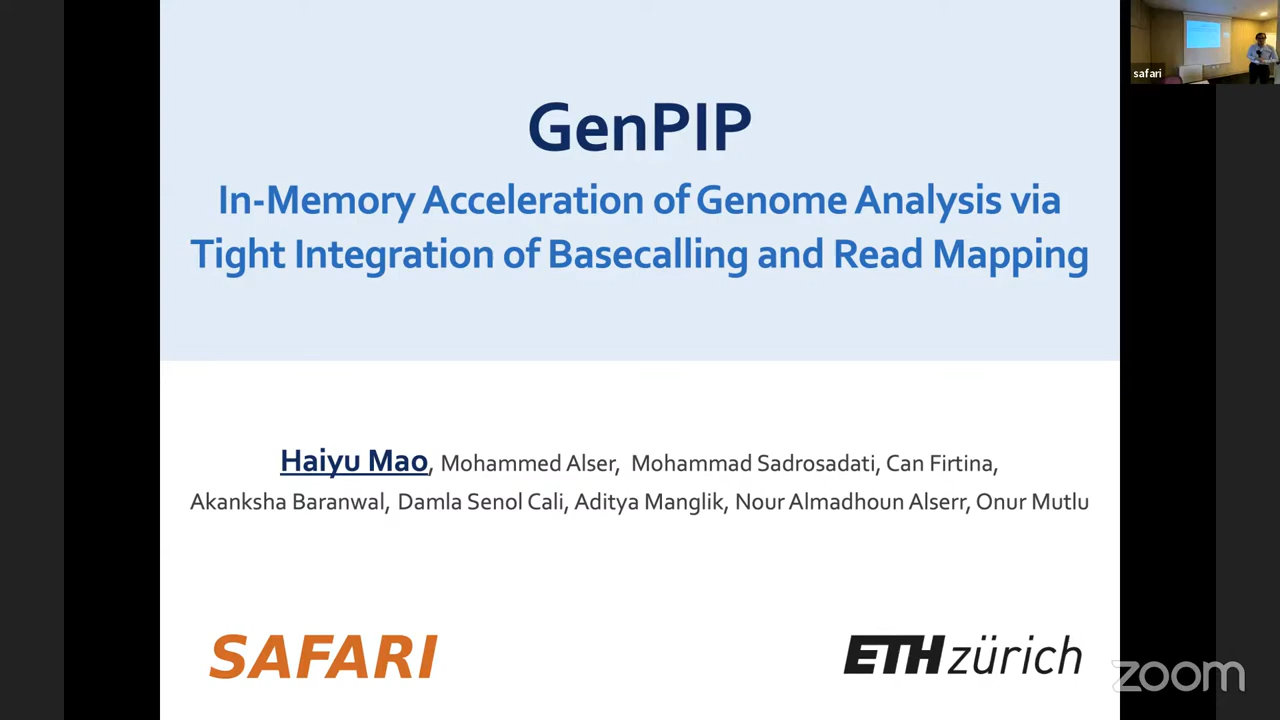 safari
GenPIP
In-Memory Acceleration of Genome Analysis via
Tight Integration of Basecalling and Read Mapping
Haiyu Mao, Mohammed Alser, Mohammad Sadrosadati, Can Firtina,
Akanksha Baranwal, Damla Senol Cali, Aditya Manglik, Nour Almadhoun Alserr, Onur Mutlu
SAFARI
ETH zürich
zoom